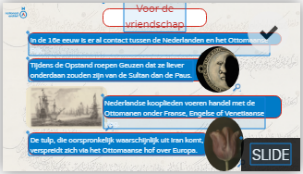 Voor de
vriendschap
In de 16e eeuw is er al contact tussen de Nederlanden en het Ottomaanse
Tijdens de Opstand roepen Geuzen dat ze liever
onderdaan zouden zijn van de Sultan dan de Paus.
Nederlandse kooplieden voeren handel met de
Ottomanen onder Franse, Engelse of Venetiaanse
De tulp, die oorspronkelijk waarschijnlijk uit Iran komt,
verspreidt zich via het Ottomaanse hof over Europa.
SLIDE